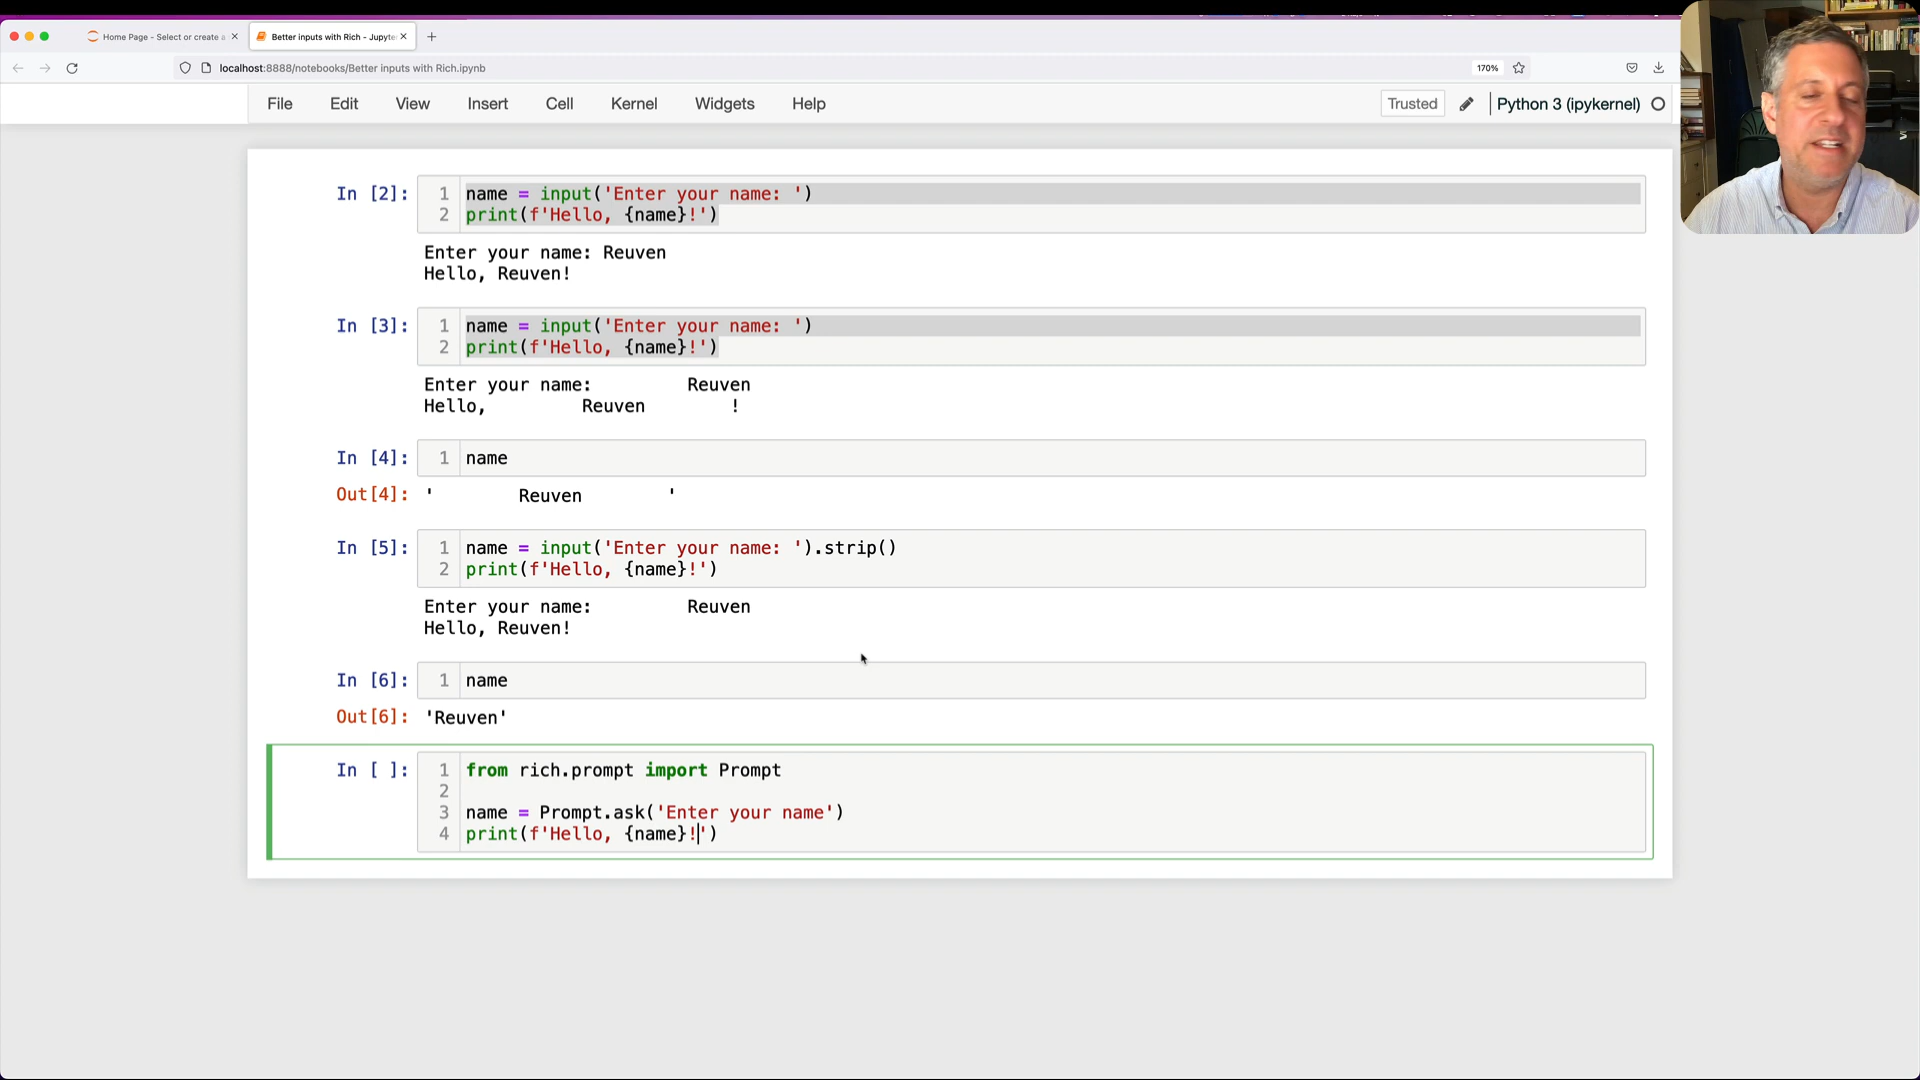 Home Page - Select or create a
Better inputs with Rich - Jupyte
localhost:8888/notebooks/Better inputs with Rich.ipynb
170%
File Edit View Insert Cell Kernel Widgets Help
Trusted
Python 3 (ipykernel)
In [2]:
1 name = input('Enter your name: ')
2 print(f'Hello, {name}!')
Enter your name: Reuven
Hello, Reuven!
In [3]:
1 name = input('Enter your name: ')
2 print(f'Hello, {name}!')
Enter your name:         Reuven
Hello,         Reuven        !
In [4]:
1 name
Out[4]: '        Reuven        '
In [5]:
1 name = input('Enter your name: ').strip()
2 print(f'Hello, {name}!')
Enter your name:         Reuven
Hello, Reuven!
In [6]:
1 name
Out[6]: 'Reuven'
In [ ]:
1 from rich.prompt import Prompt
2
3 name = Prompt.ask('Enter your name')
4 print(f'Hello, {name}!')